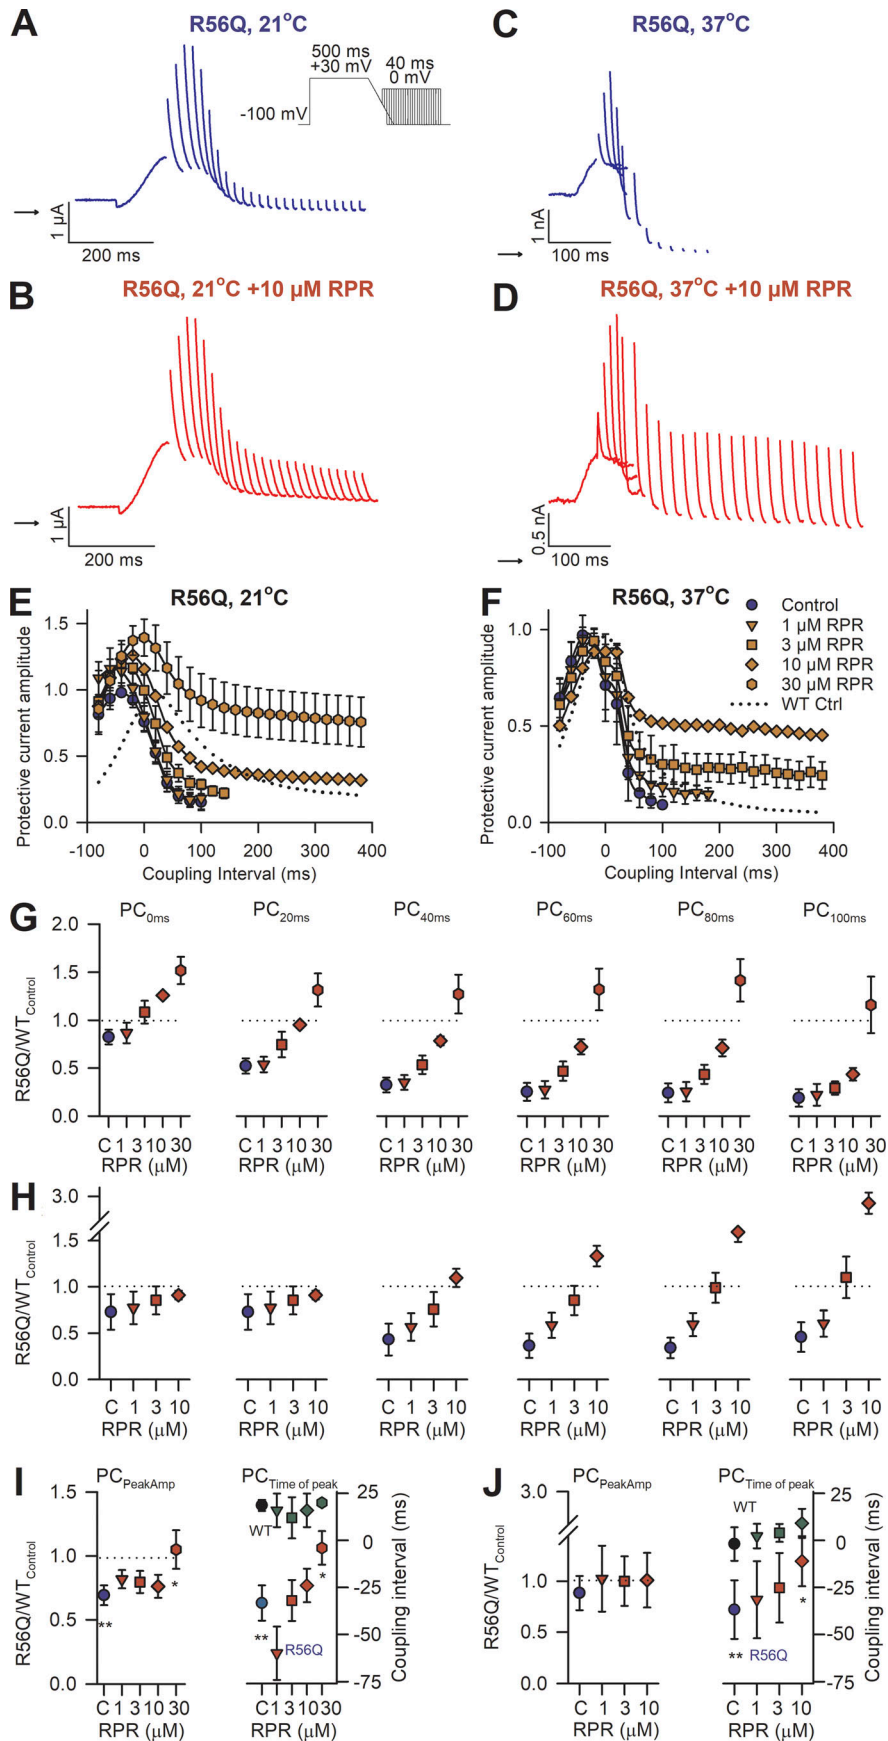 A
R56Q, 21°C
500 ms
+30 mV
40 ms
0 mV
-100 mV
1 µA
200 ms
C
R56Q, 37°C
1 nA
100 ms
B
R56Q, 21°C +10 µM RPR
1 µA
200 ms
D
R56Q, 37°C +10 µM RPR
0.5 nA
100 ms
E
R56Q, 21°C
Protective current amplitude
1.5
1.0
0.5
0.0
-100 0 100 200 300 400
Coupling Interval (ms)
F
R56Q, 37°C
Control
1 µM RPR
3 µM RPR
10 µM RPR
30 µM RPR
WT Ctrl
Protective current amplitude
1.0
0.5
0.0
-100 0 100 200 300 400
Coupling Interval (ms)
G
PC0ms PC20ms PC40ms PC60ms PC80ms PC100ms
R56Q/WTControl
2.0
1.5
1.0
0.5
0.0
C 1 3 10 30 C 1 3 10 30 C 1 3 10 30 C 1 3 10 30 C 1 3 10 30 C 1 3 10 30
RPR (µM) RPR (µM) RPR (µM) RPR (µM) RPR (µM) RPR (µM)
H
R56Q/WTControl
3.0
1.5
1.0
0.5
0.0
C 1 3 10 C 1 3 10 C 1 3 10 C 1 3 10 C 1 3 10 C 1 3 10
RPR (µM) RPR (µM) RPR (µM) RPR (µM) RPR (µM) RPR (µM)
I
PCPeakAmp
R56Q/WTControl
1.5
1.0
0.5
0.0
**
*
C 1 3 10 30
RPR (µM)
PCTime of peak
WT
**
*
R56Q
25
0
-25
-50
-75
Coupling interval (ms)
C 1 3 10 30
RPR (µM)
J
PCPeakAmp
R56Q/WTControl
3.0
1.0
0.5
0.0
C 1 3 10
RPR (µM)
PCTime of peak
WT
*
** R56Q
25
0
-25
-50
-75
Coupling interval (ms)
C 1 3 10
RPR (µM)